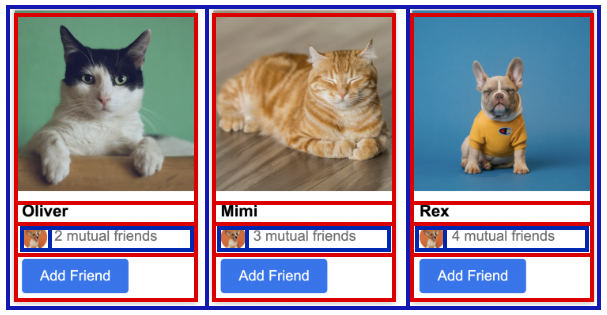 Oliver
2 mutual friends
Add Friend
Mimi
3 mutual friends
Add Friend
Rex
4 mutual friends
Add Friend